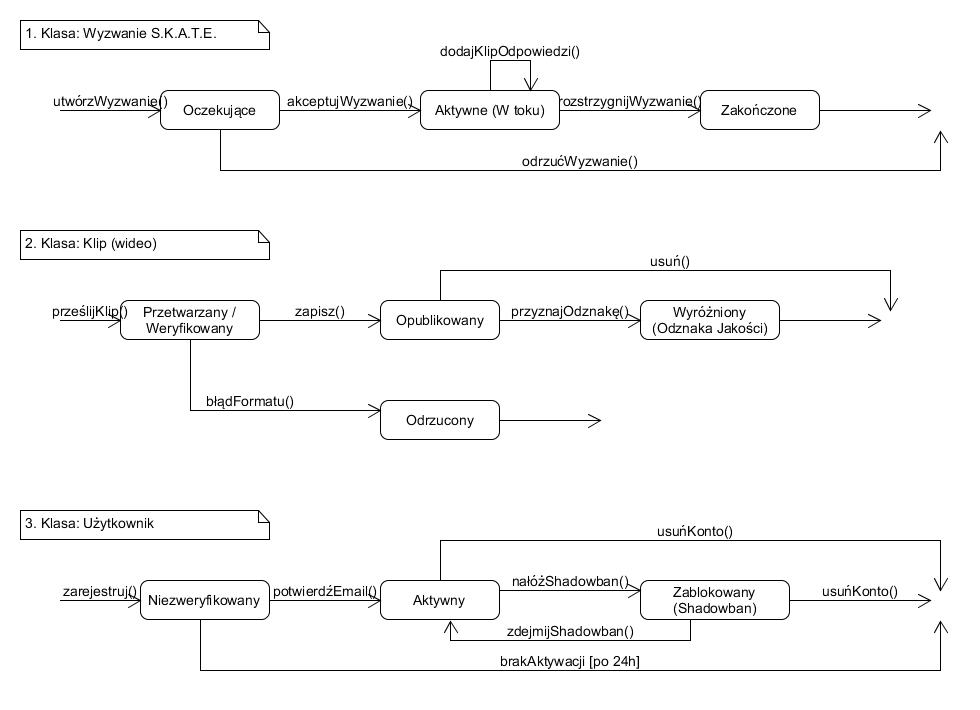 1. Klasa: Wyzwanie S.K.A.T.E.
dodajKlipOdpowiedzi()
utwórzWyzwanie()
Oczekujące
akceptujWyzwanie()
Aktywne (W toku)
rozstrzygnijWyzwanie()
Zakończone
odrzućWyzwanie()
2. Klasa: Klip (wideo)
usuń()
prześlijKlip()
Przetwarzany /
Weryfikowany
zapisz()
Opublikowany
przyznajOdznakę()
Wyróżniony
(Odznaka Jakości)
błądFormatu()
Odrzucony
3. Klasa: Użytkownik
usuńKonto()
zarejestruj()
Niezweryfikowany
potwierdźEmail()
Aktywny
nałóżShadowban()
Zablokowany
(Shadowban)
usuńKonto()
zdejmijShadowban()
brakAktywacji [po 24h]